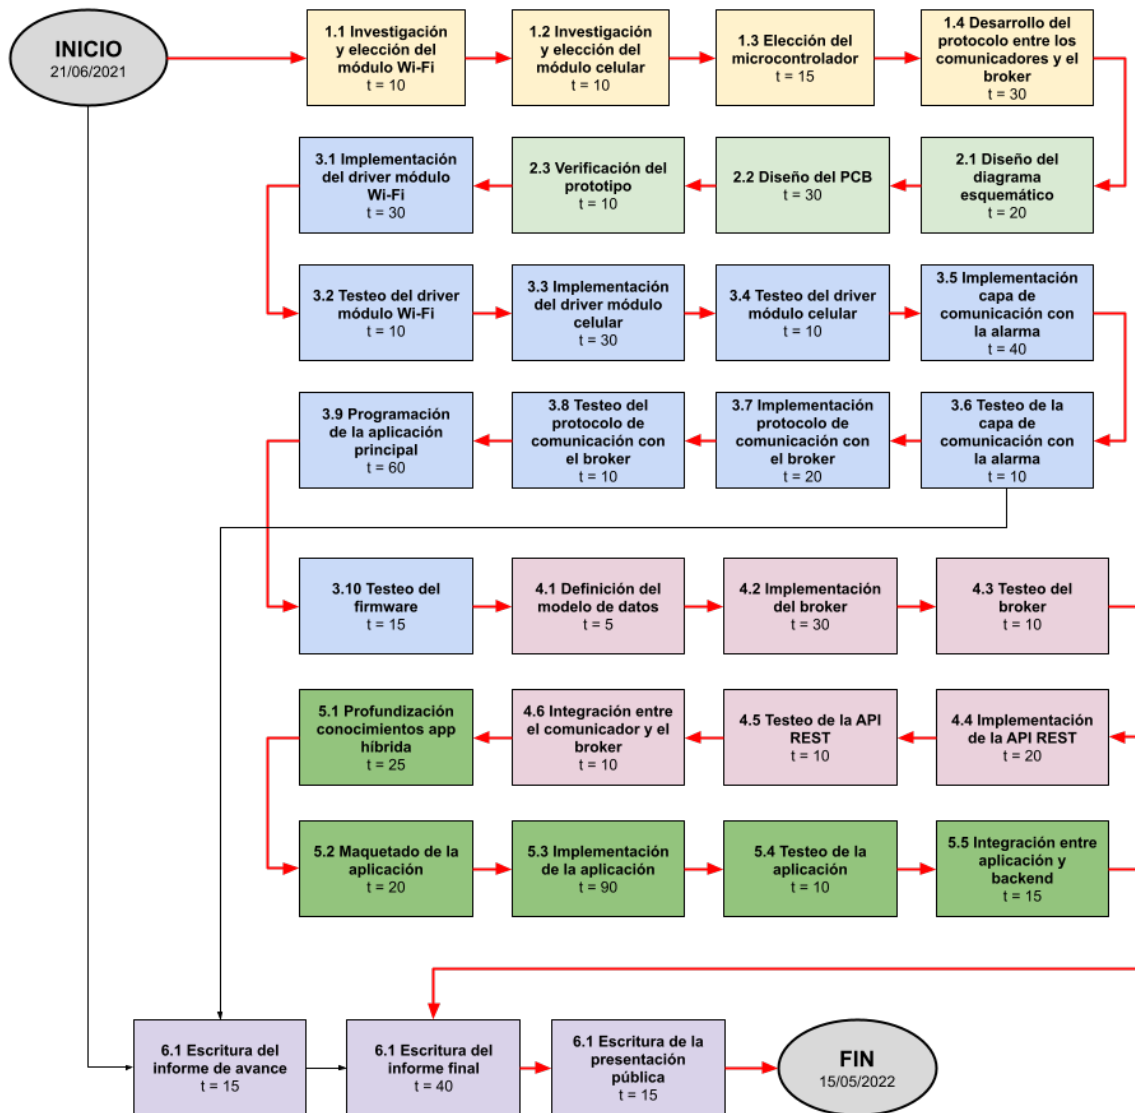 INICIO
21/06/2021
1.1 Investigación
y elección del
módulo Wi-Fi
t = 10
1.2 Investigación
y elección del
módulo celular
t = 10
1.3 Elección del
microcontrolador
t = 15
1.4 Desarrollo del
protocolo entre los
comunicadores y el
broker
t = 30
3.1 Implementación
del driver módulo
Wi-Fi
t = 30
2.3 Verificación del
prototipo
t = 10
2.2 Diseño del PCB
t = 30
2.1 Diseño del
diagrama
esquemático
t = 20
3.2 Testeo del driver
módulo Wi-Fi
t = 10
3.3 Implementación
del driver módulo
celular
t = 30
3.4 Testeo del driver
módulo celular
t = 10
3.5 Implementación
capa de
comunicación con
la alarma
t = 40
3.9 Programación
de la aplicación
principal
t = 60
3.8 Testeo del
protocolo de
comunicación con
el broker
t = 10
3.7 Implementación
protocolo de
comunicación con
el broker
t = 20
3.6 Testeo de la
capa de
comunicación con
la alarma
t = 10
3.10 Testeo del
firmware
t = 15
4.1 Definición del
modelo de datos
t = 5
4.2 Implementación
del broker
t = 30
4.3 Testeo del
broker
t = 10
5.1 Profundización
conocimientos app
híbrida
t = 25
4.6 Integración entre
el comunicador y el
broker
t = 10
4.5 Testeo de la API
REST
t = 10
4.4 Implementación
de la API REST
t = 20
5.2 Maquetado de la
aplicación
t = 20
5.3 Implementación
de la aplicación
t = 90
5.4 Testeo de la
aplicación
t = 10
5.5 Integración entre
aplicación y
backend
t = 15
6.1 Escritura del
informe de avance
t = 15
6.1 Escritura del
informe final
t = 40
6.1 Escritura de la
presentación
pública
t = 15
FIN
15/05/2022